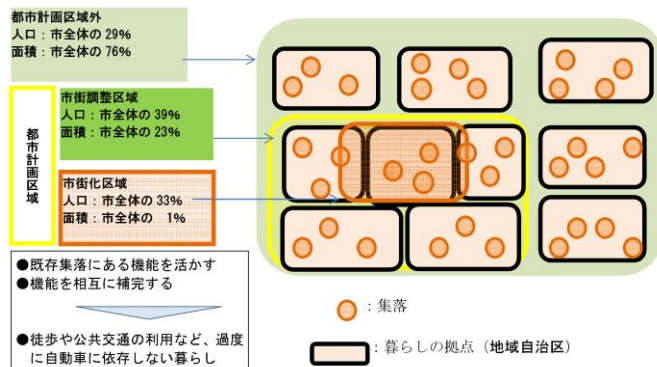 都市計画区域外
人口：市全体の 29%
面積：市全体の 76%
都市計画区域
市街調整区域
人口：市全体の 39%
面積：市全体の 23%
市街化区域
人口：市全体の 33%
面積：市全体の 1%
●既存集落にある機能を活かす
●機能を相互に補完する
●徒歩や公共交通の利用など、過度
に自動車に依存しない暮らし
：集落
：暮らしの拠点（地域自治区）